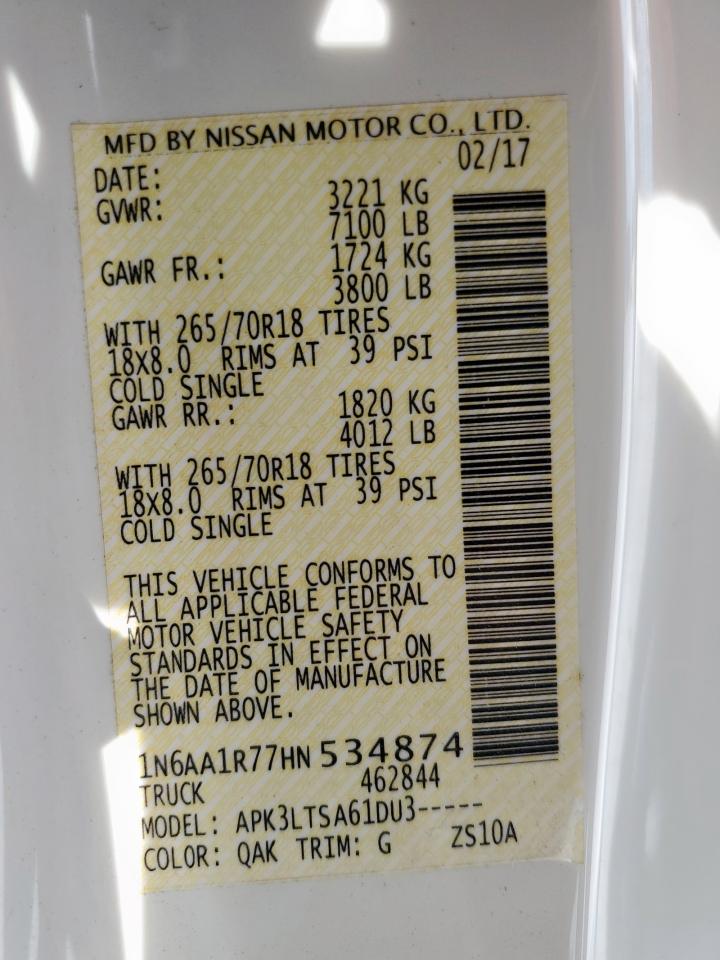 MFD BY NISSAN MOTOR CO., LTD.
DATE: 02/17
GVWR: 3221 KG
7100 LB
GAWR FR.: 1724 KG
3800 LB
WITH 265/70R18 TIRES
18X8.0 RIMS AT 39 PSI
COLD SINGLE
GAWR RR.: 1820 KG
4012 LB
WITH 265/70R18 TIRES
18X8.0 RIMS AT 39 PSI
COLD SINGLE
THIS VEHICLE CONFORMS TO
ALL APPLICABLE FEDERAL
MOTOR VEHICLE SAFETY
STANDARDS IN EFFECT ON
THE DATE OF MANUFACTURE
SHOWN ABOVE.
1N6AA1R77HN534874
TRUCK 462844
MODEL: APK3LTSA61DU3-----
COLOR: QAK TRIM: G ZS10A